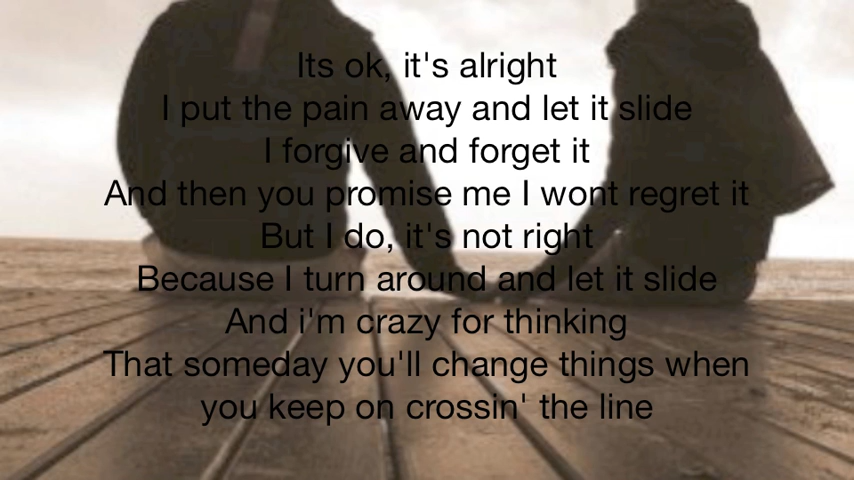 Its ok, it's alright
I put the pain away and let it slide
I forgive and forget it
And then you promise me I wont regret it
But I do, it's not right
Because I turn around and let it slide
And i'm crazy for thinking
That someday you'll change things when
you keep on crossin' the line